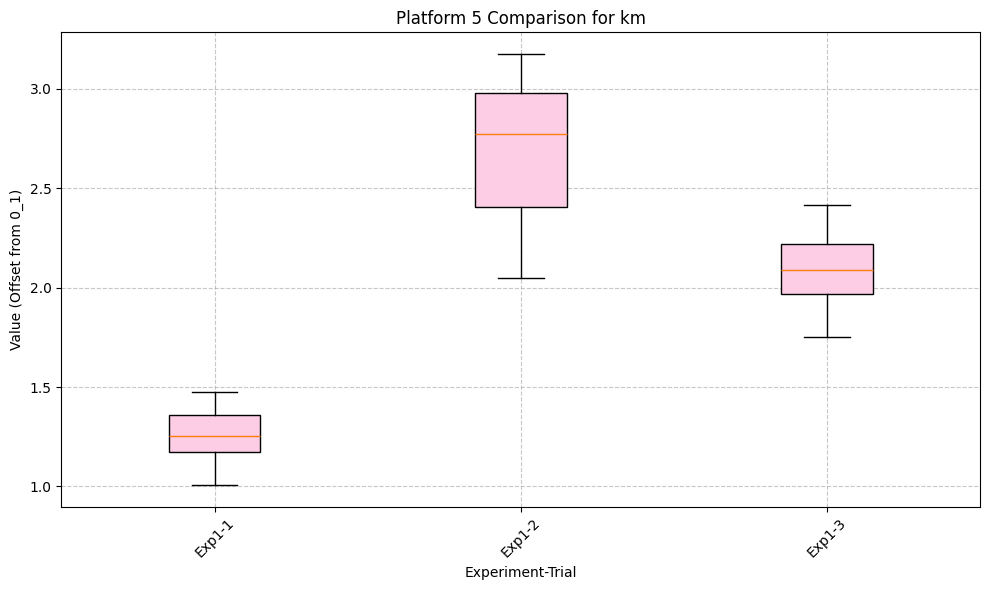 Platform 5 Comparison for km
Value (Offset from 0_1)
3.0
2.5
2.0
1.5
1.0
Exp1-1
Exp1-2
Exp1-3
Experiment-Trial